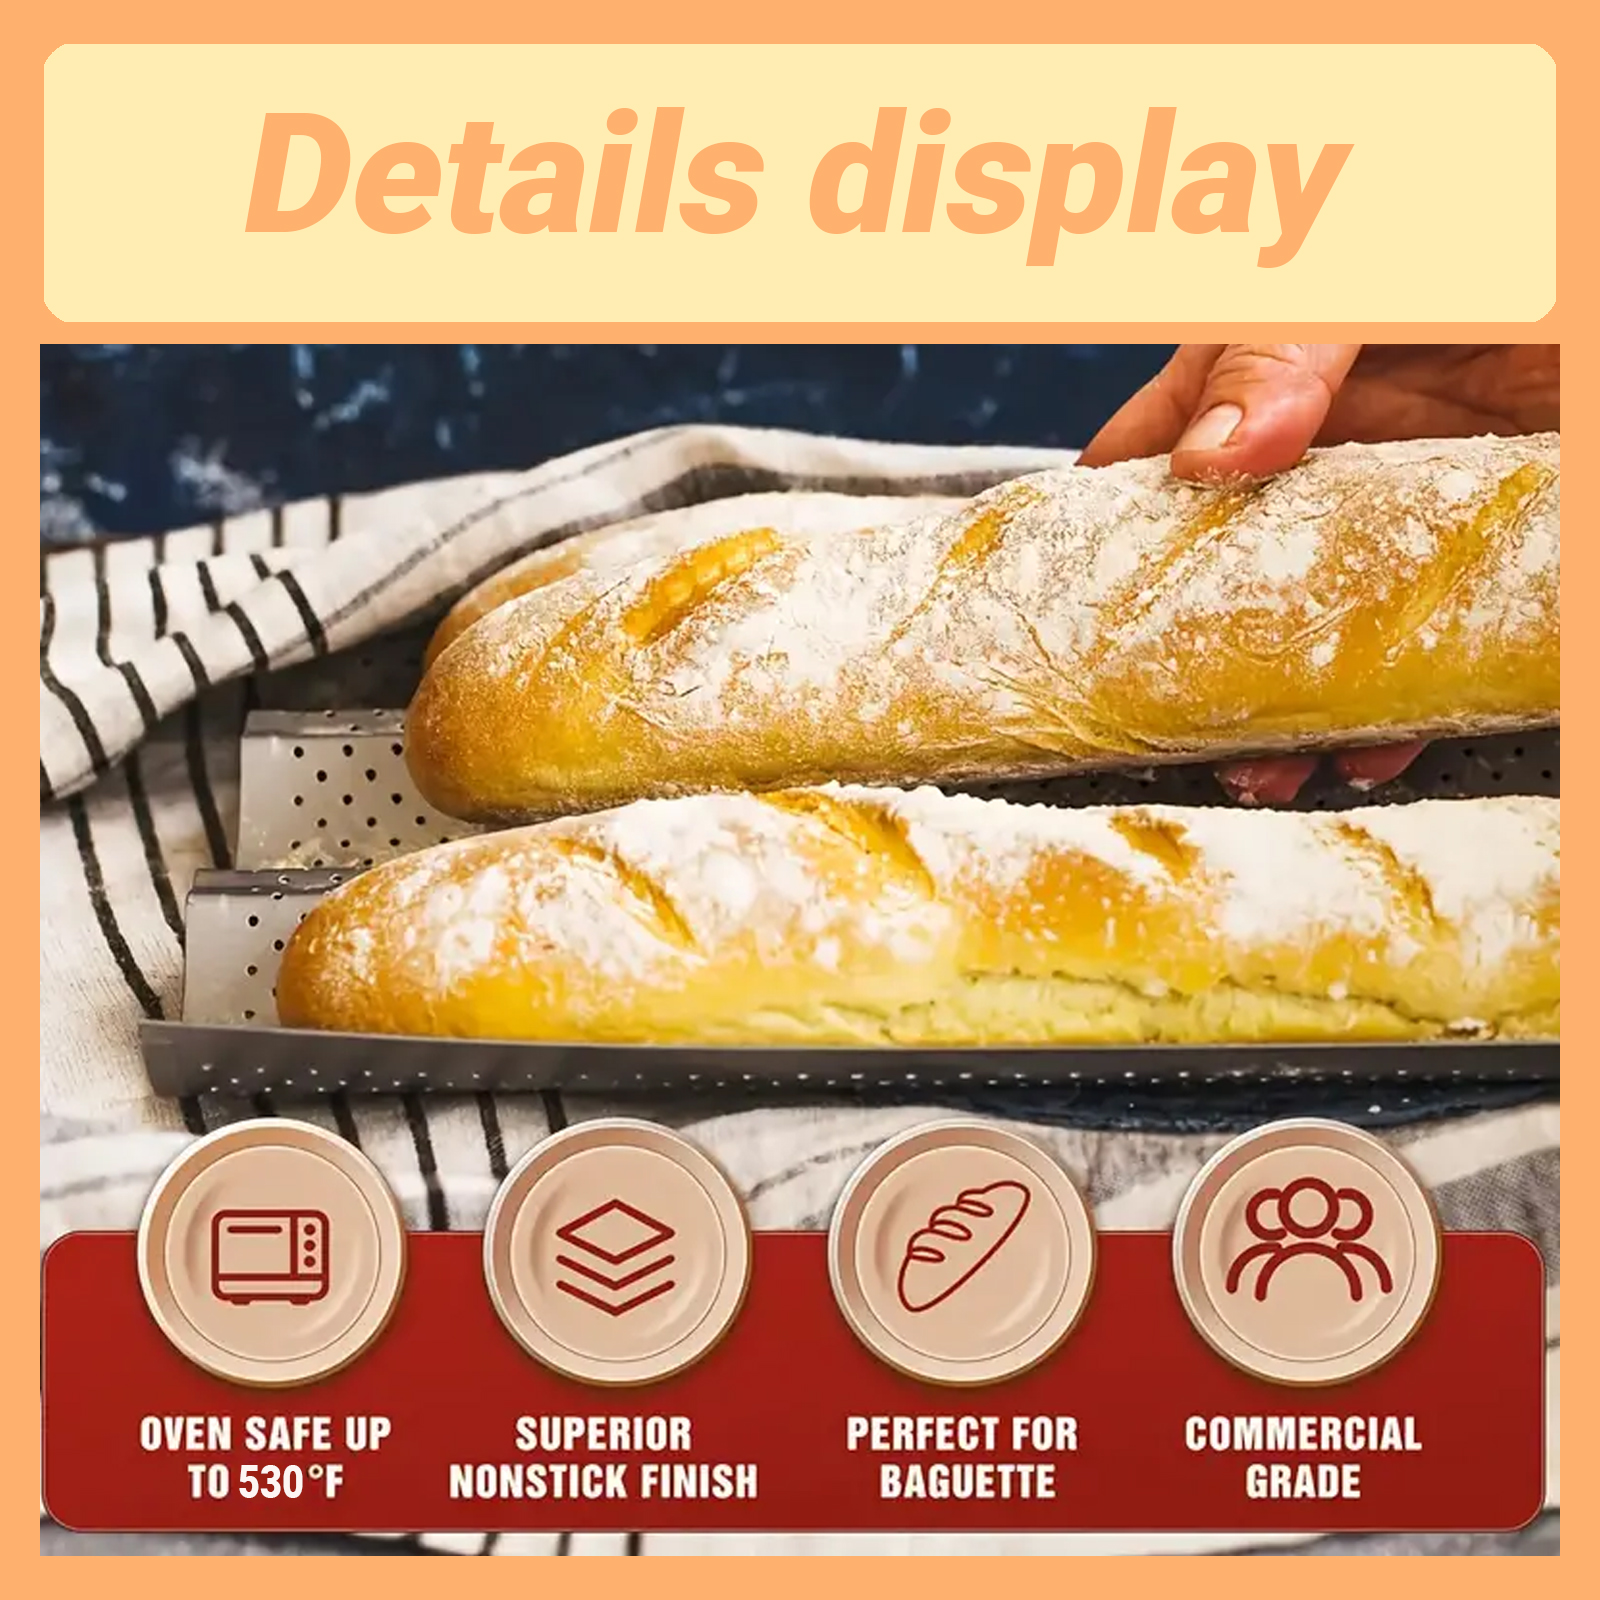 Details display
OVEN SAFE UP
TO 530°F
SUPERIOR
NONSTICK FINISH
PERFECT FOR
BAGUETTE
COMMERCIAL
GRADE